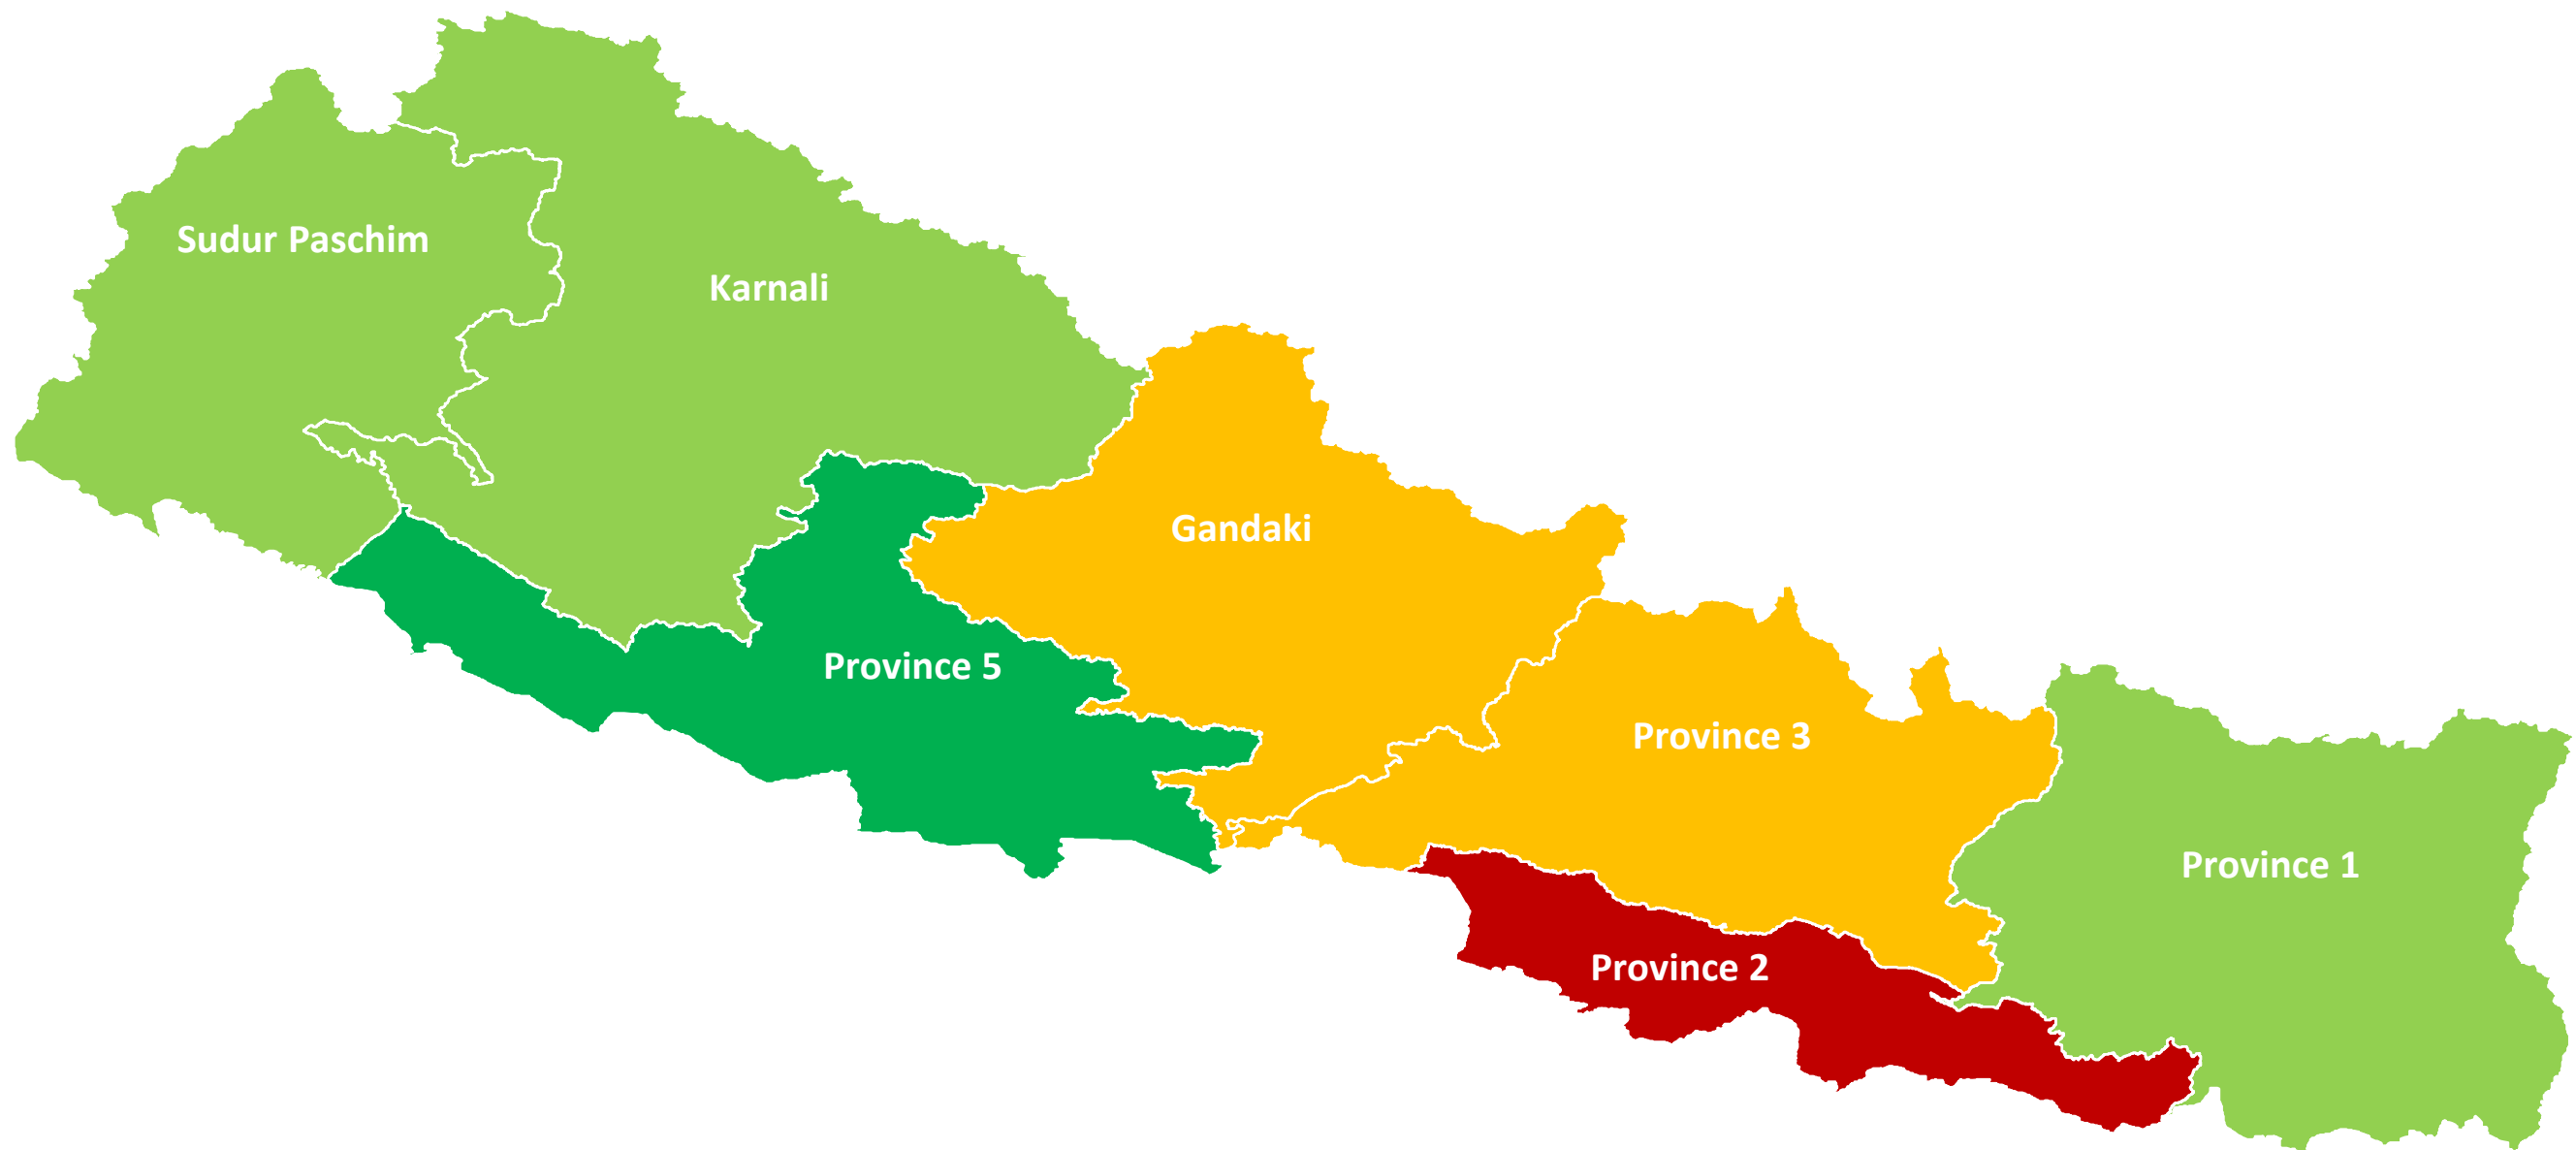 Sudur Paschim
Karnali
Gandaki
Province 5
Province 3
Province 1
Province 2